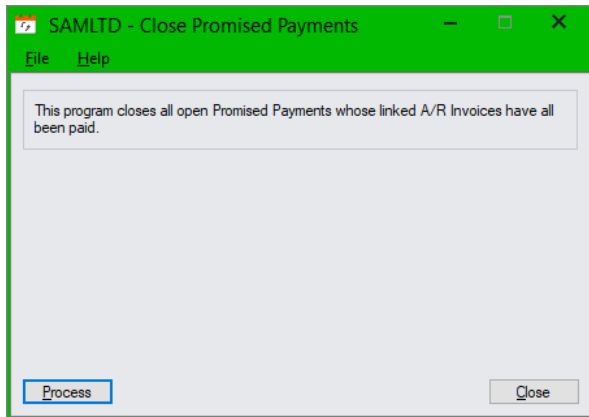 SAMLTD - Close Promised Payments
File Help
This program closes all open Promised Payments whose linked A/R Invoices have all
been paid.
Process Close